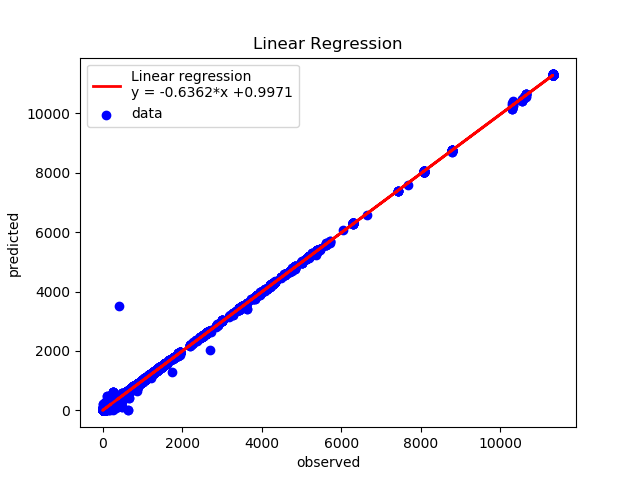 Linear Regression
Linear regression
y = -0.6362*x +0.9971
data
predicted
10000
8000
6000
4000
2000
0
0 2000 4000 6000 8000 10000
observed